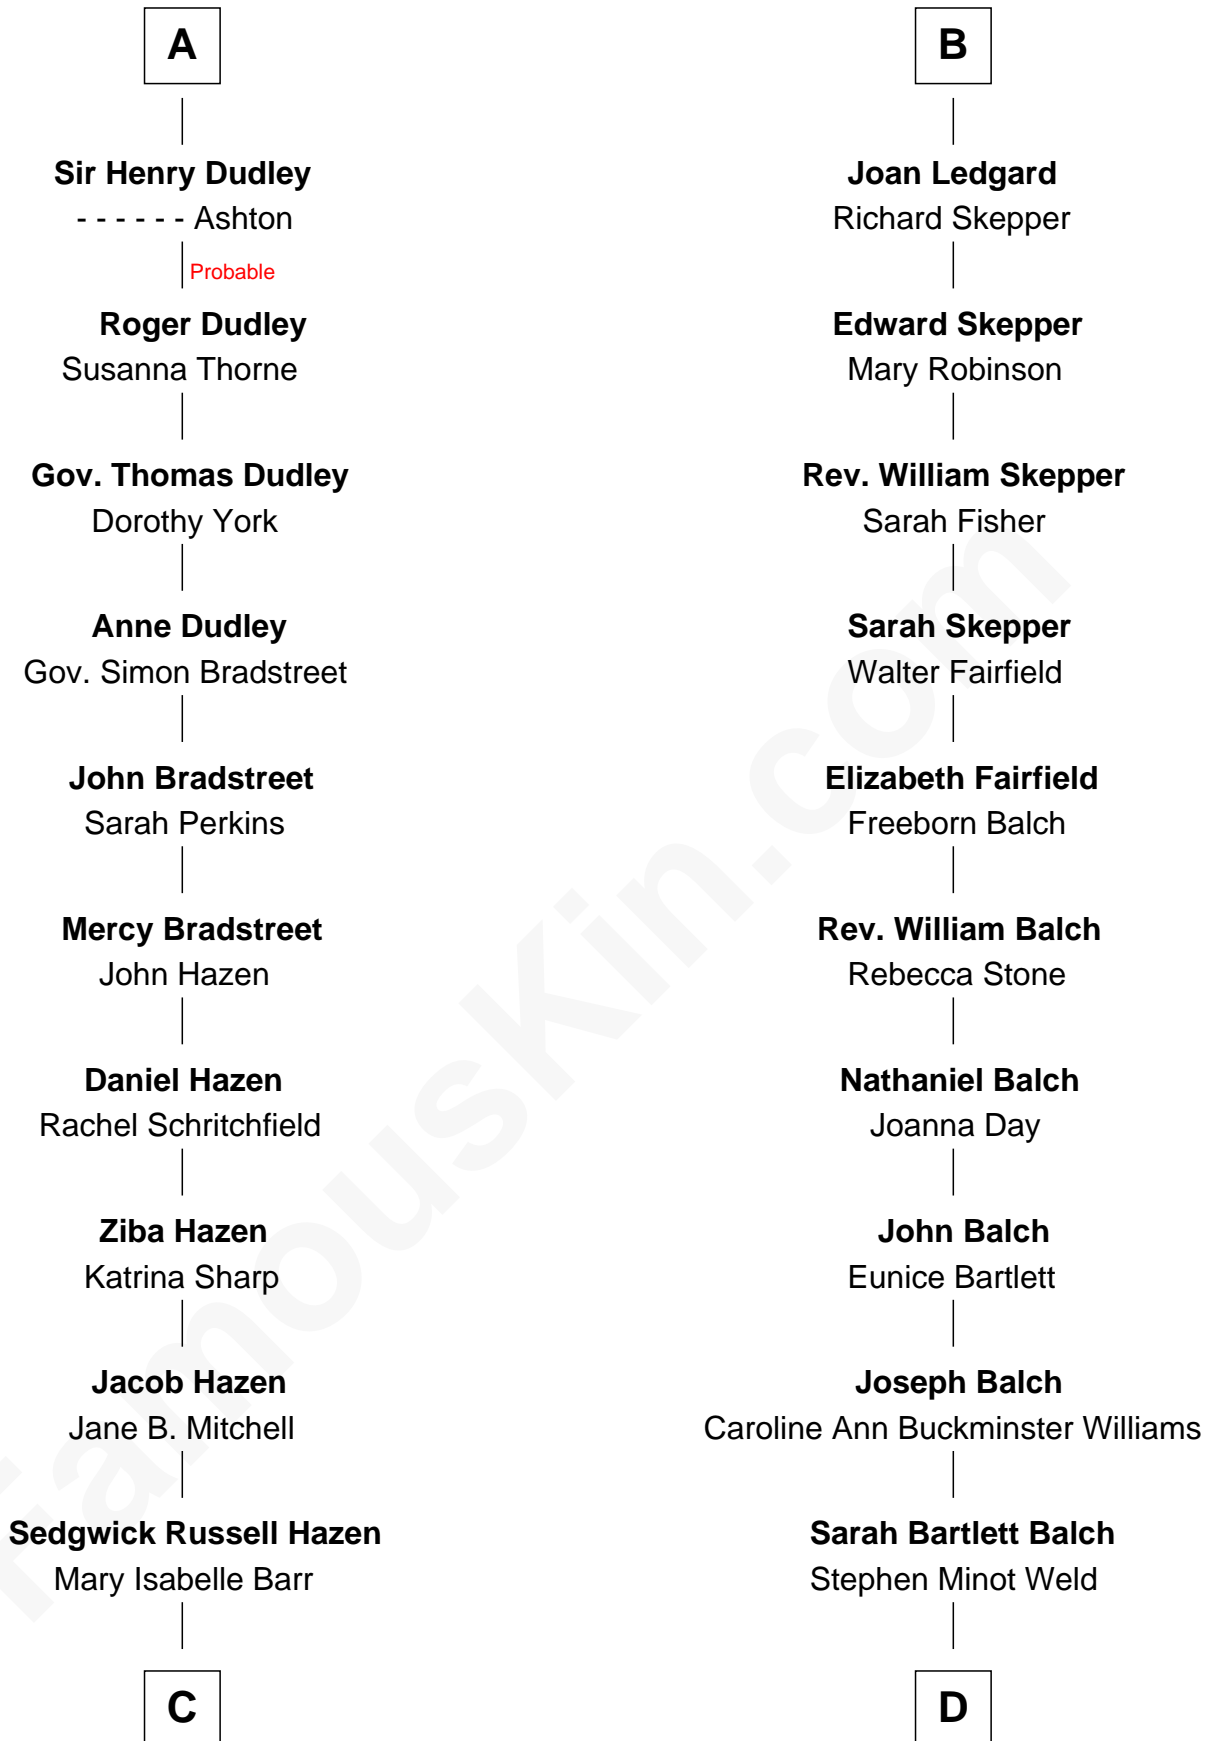 A
Sir Henry Dudley
- - - - - - Ashton
Probable
Roger Dudley
Susanna Thorne
Gov. Thomas Dudley
Dorothy York
Anne Dudley
Gov. Simon Bradstreet
John Bradstreet
Sarah Perkins
Mercy Bradstreet
John Hazen
Daniel Hazen
Rachel Schritchfield
Ziba Hazen
Katrina Sharp
Jacob Hazen
Jane B. Mitchell
Sedgwick Russell Hazen
Mary Isabelle Barr
C
B
Joan Ledgard
Richard Skepper
Edward Skepper
Mary Robinson
Rev. William Skepper
Sarah Fisher
Sarah Skepper
Walter Fairfield
Elizabeth Fairfield
Freeborn Balch
Rev. William Balch
Rebecca Stone
Nathaniel Balch
Joanna Day
John Balch
Eunice Bartlett
Joseph Balch
Caroline Ann Buckminster Williams
Sarah Bartlett Balch
Stephen Minot Weld
D
FamousKin.com